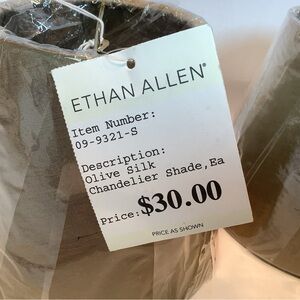 ETHAN ALLEN®
Item Number:
09-9321-S
Description:
Olive Silk
Chandelier Shade,Ea
Price:$30.00
PRICE AS SHOWN